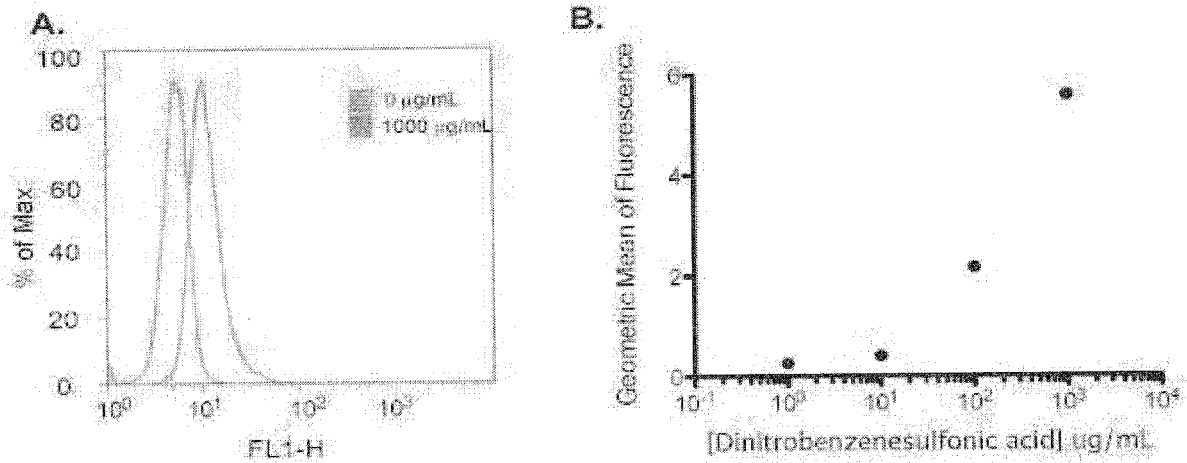 A.
% of Max
100
80
60
40
20
0
0 µg/mL
1000 µg/mL
10⁰ 10¹ 10² 10³
FL1-H
B.
Geometric Mean of Fluorescence
6
4
2
0
10⁻¹ 10⁰ 10¹ 10² 10³ 10⁴
[Dinitrobenzenesulfonic acid] ug/mL